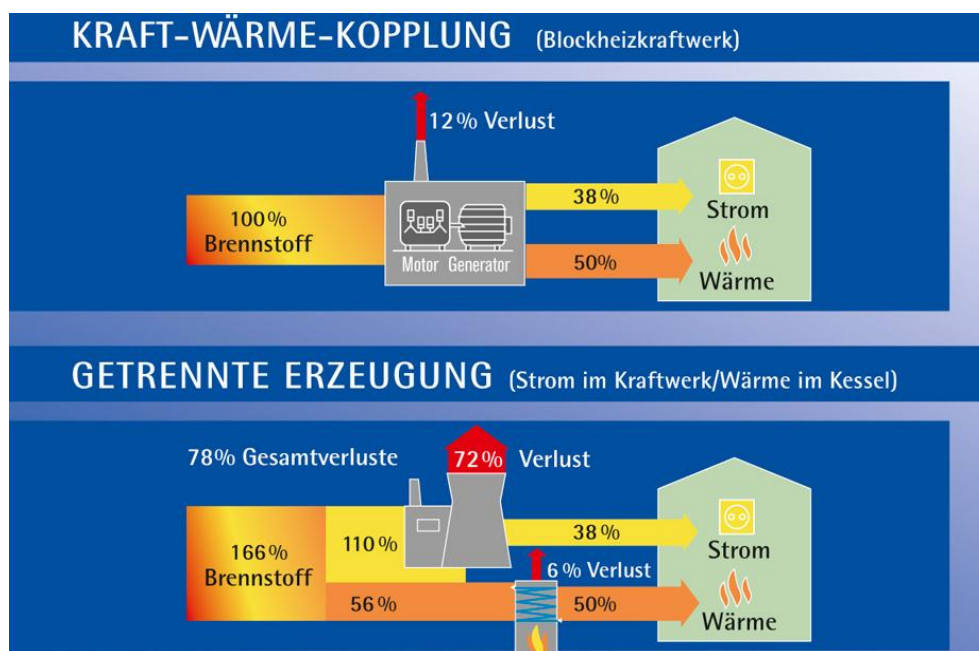 KRAFT-WÄRME-KOPPLUNG (Blockheizkraftwerk)
12% Verlust
100%
Brennstoff
Motor Generator
38%
50%
Strom
Wärme
GETRENNTE ERZEUGUNG (Strom im Kraftwerk/Wärme im Kessel)
78% Gesamtverluste
72% Verlust
166%
Brennstoff
110%
56%
38%
6% Verlust
50%
Strom
Wärme